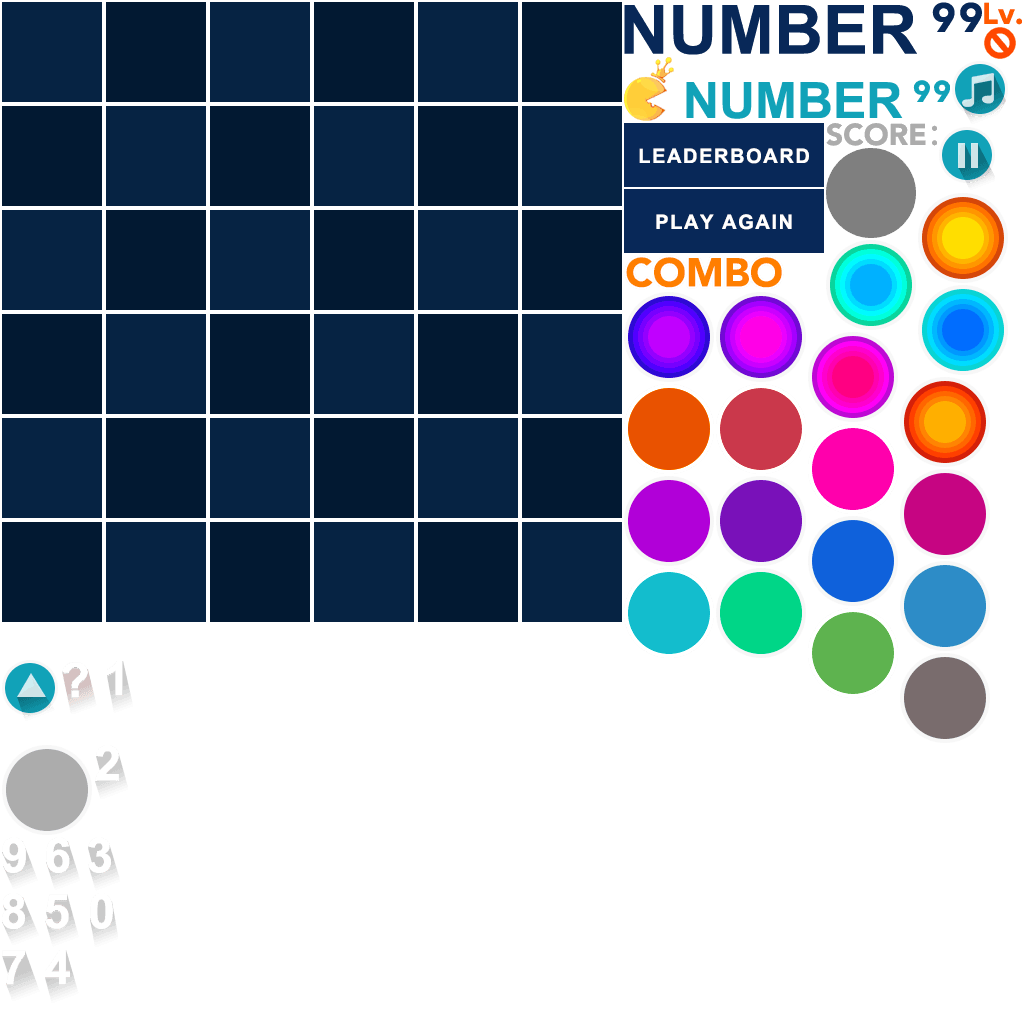 NUMBER 99
Lv.
NUMBER 99
SCORE:
LEADERBOARD
PLAY AGAIN
COMBO
? 1
2
9 6 3
8 5 0
7 4